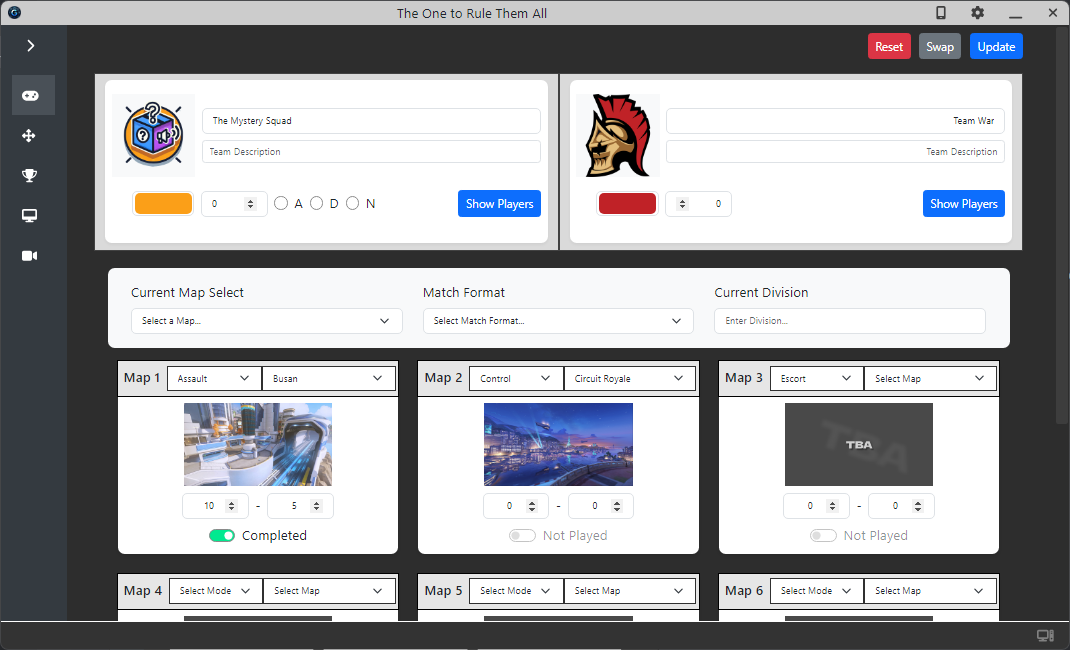 The One to Rule Them All
Reset Swap Update
The Mystery Squad
Team Description
0 A D N Show Players
Team War
Team Description
0 Show Players
Current Map Select Match Format Current Division
Select a Map... Select Match Format... Enter Division...
Map 1 Assault Busan
10 - 5
Completed
Map 2 Control Circuit Royale
0 - 0
Not Played
Map 3 Escort Select Map
TBA
TBA
0 - 0
Not Played
Map 4 Select Mode Select Map
Map 5 Select Mode Select Map
Map 6 Select Mode Select Map